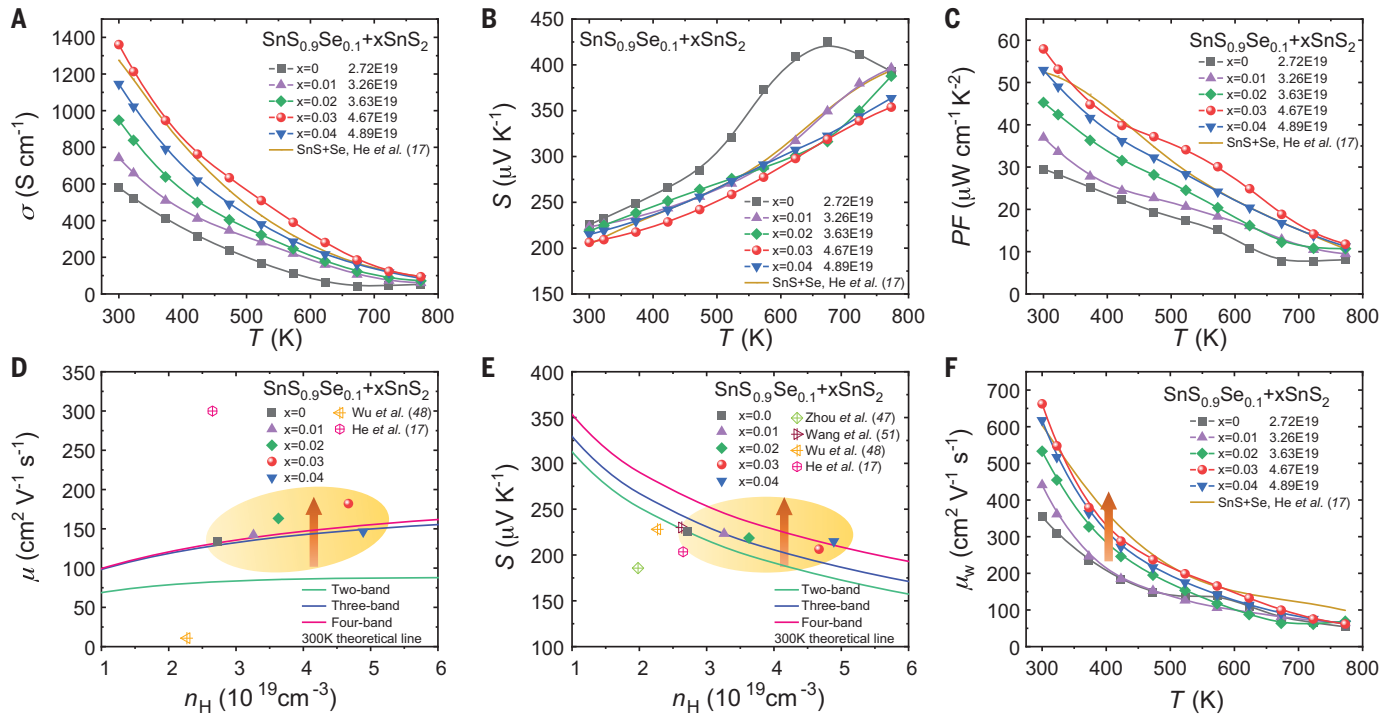 A
σ (S cm⁻¹)
1400
1200
1000
800
600
400
200
0
SnS₀.₉Se₀.₁+xSnS₂
x=0 2.72E19
x=0.01 3.26E19
x=0.02 3.63E19
x=0.03 4.67E19
x=0.04 4.89E19
SnS+Se, He et al. (17)
300 400 500 600 700 800
T (K)
B
S (μV K⁻¹)
450
400
350
300
250
200
150
SnS₀.₉Se₀.₁+xSnS₂
x=0 2.72E19
x=0.01 3.26E19
x=0.02 3.63E19
x=0.03 4.67E19
x=0.04 4.89E19
SnS+Se, He et al. (17)
300 400 500 600 700 800
T (K)
C
PF (μW cm⁻¹ K⁻²)
60
50
40
30
20
10
0
SnS₀.₉Se₀.₁+xSnS₂
x=0 2.72E19
x=0.01 3.26E19
x=0.02 3.63E19
x=0.03 4.67E19
x=0.04 4.89E19
SnS+Se, He et al. (17)
300 400 500 600 700 800
T (K)
D
μ (cm² V⁻¹ s⁻¹)
350
300
250
200
150
100
50
0
SnS₀.₉Se₀.₁+xSnS₂
x=0 Wu et al. (48)
x=0.01 He et al. (17)
x=0.02
x=0.03
x=0.04
Two-band
Three-band
Four-band
300K theoretical line
1 2 3 4 5 6
n_H (10¹⁹cm⁻³)
E
S (μV K⁻¹)
400
350
300
250
200
150
100
SnS₀.₉Se₀.₁+xSnS₂
x=0.0 Zhou et al. (47)
x=0.01 Wang et al. (51)
x=0.02 Wu et al. (48)
x=0.03 He et al. (17)
x=0.04
Two-band
Three-band
Four-band
300K theoretical line
1 2 3 4 5 6
n_H (10¹⁹cm⁻³)
F
μ_w (cm² V⁻¹ s⁻¹)
700
600
500
400
300
200
100
0
SnS₀.₉Se₀.₁+xSnS₂
x=0 2.72E19
x=0.01 3.26E19
x=0.02 3.63E19
x=0.03 4.67E19
x=0.04 4.89E19
SnS+Se, He et al. (17)
300 400 500 600 700 800
T (K)